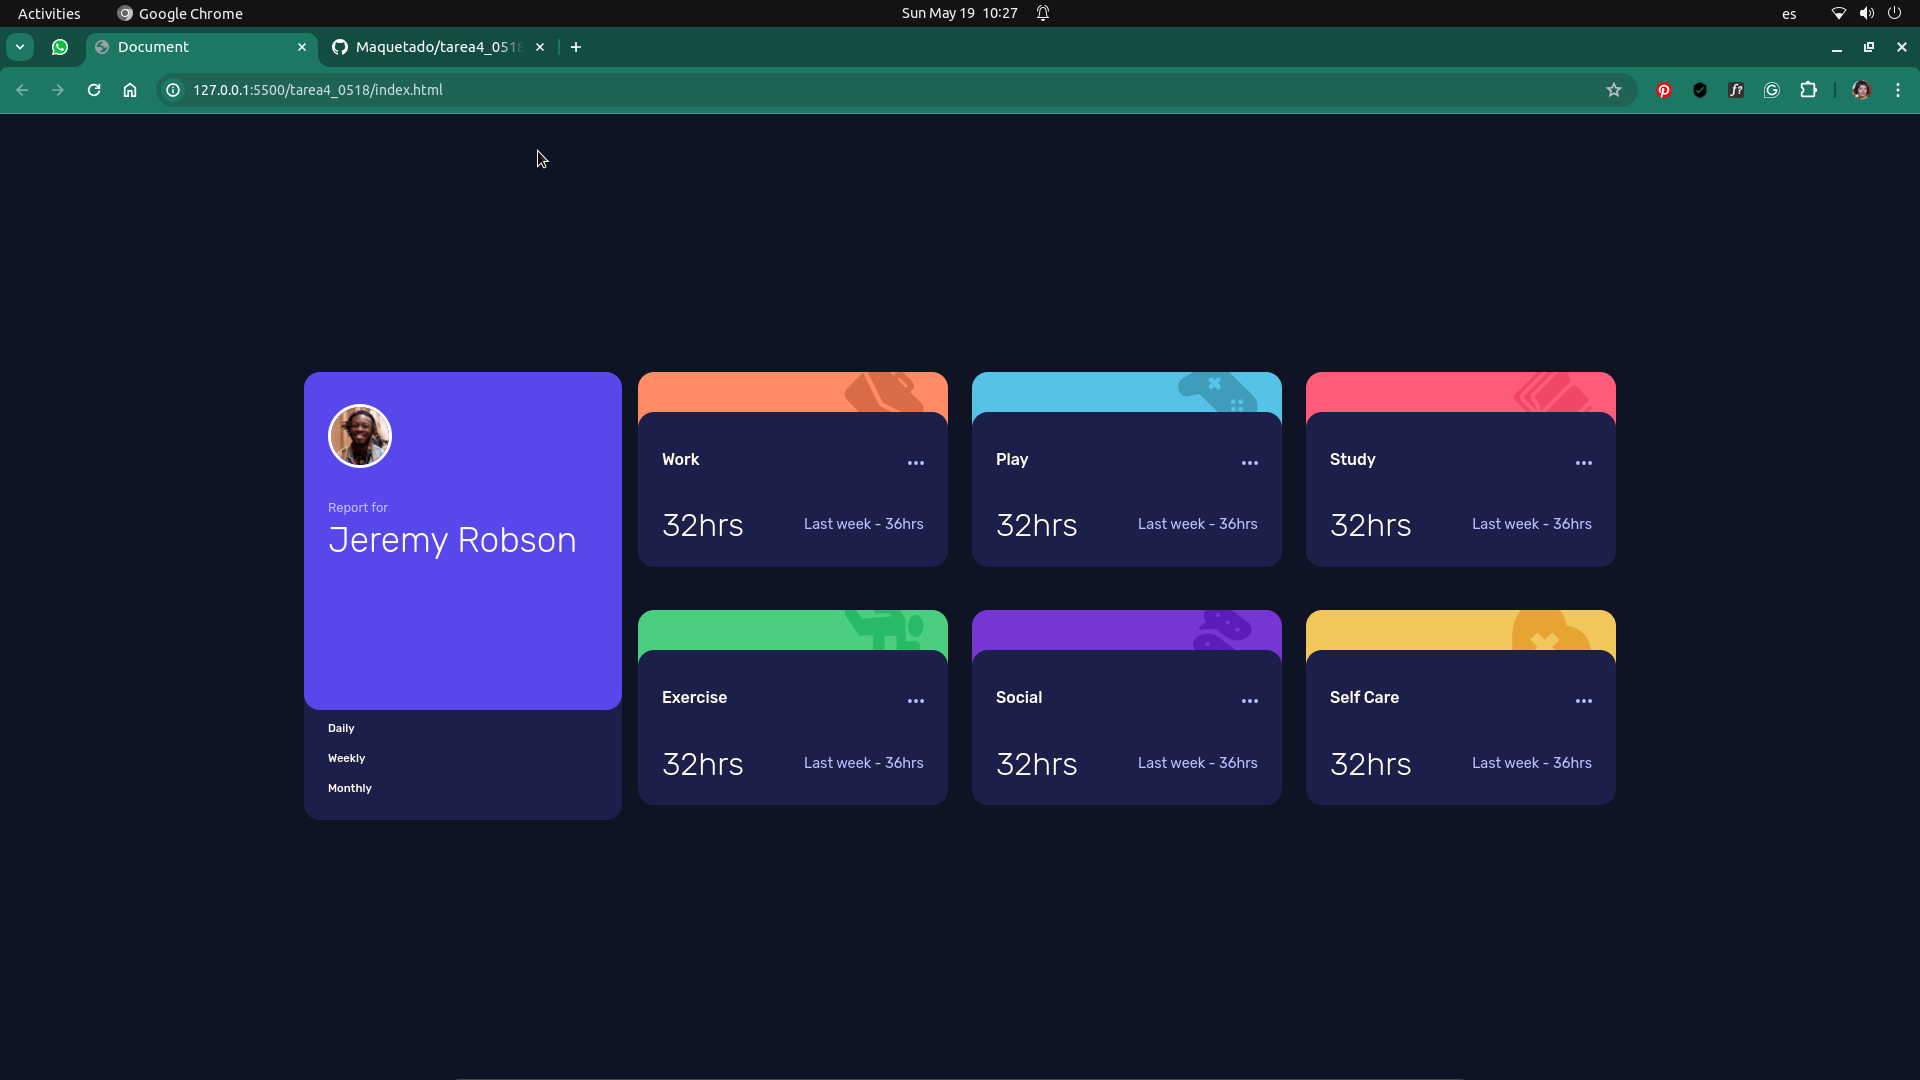 Activities
Google Chrome
Sun May 19 10:27
es
Document
Maquetado/tarea4_0518
127.0.0.1:5500/tarea4_0518/index.html
f?
Report for
Jeremy Robson
Daily
Weekly
Monthly
Work
32hrs
Last week - 36hrs
Play
32hrs
Last week - 36hrs
Study
32hrs
Last week - 36hrs
Exercise
32hrs
Last week - 36hrs
Social
32hrs
Last week - 36hrs
Self Care
32hrs
Last week - 36hrs